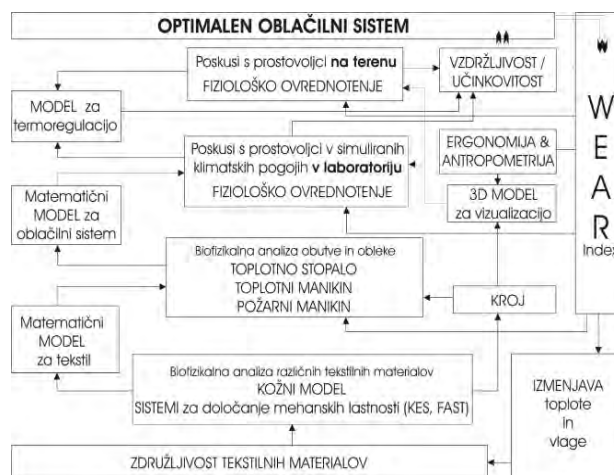 OPTIMALEN OBLAČILNI SISTEM
Poskusi s prostovoljci na terenu
FIZIOLOŠKO OVREDNOTENJE
VZDRŽLJIVOST /
UČINKOVITOST
MODEL za
termoregulacijo
Poskusi s prostovoljci v simuliranih
klimatskih pogojih v laboratoriju
FIZIOLOŠKO OVREDNOTENJE
ERGONOMIJA &
ANTROPOMETRIJA
3D MODEL
za vizualizacijo
W
E
A
R
Index
Matematični
MODEL za
oblačilni sistem
Biofizikalna analiza obutve in obleke
TOPLOTNO STOPALO
TOPLOTNI MANIKIN
POŽARNI MANIKIN
KROJ
Matematični
MODEL
za tekstil
Biofizikalna analiza različnih tekstilnih materialov
KOŽNI MODEL
SISTEMI za določanje mehanskih lastnosti (KES, FAST)
IZMENJAVA
toplote
in
vlage
ZDRUŽLJIVOST TEKSTILNIH MATERIALOV